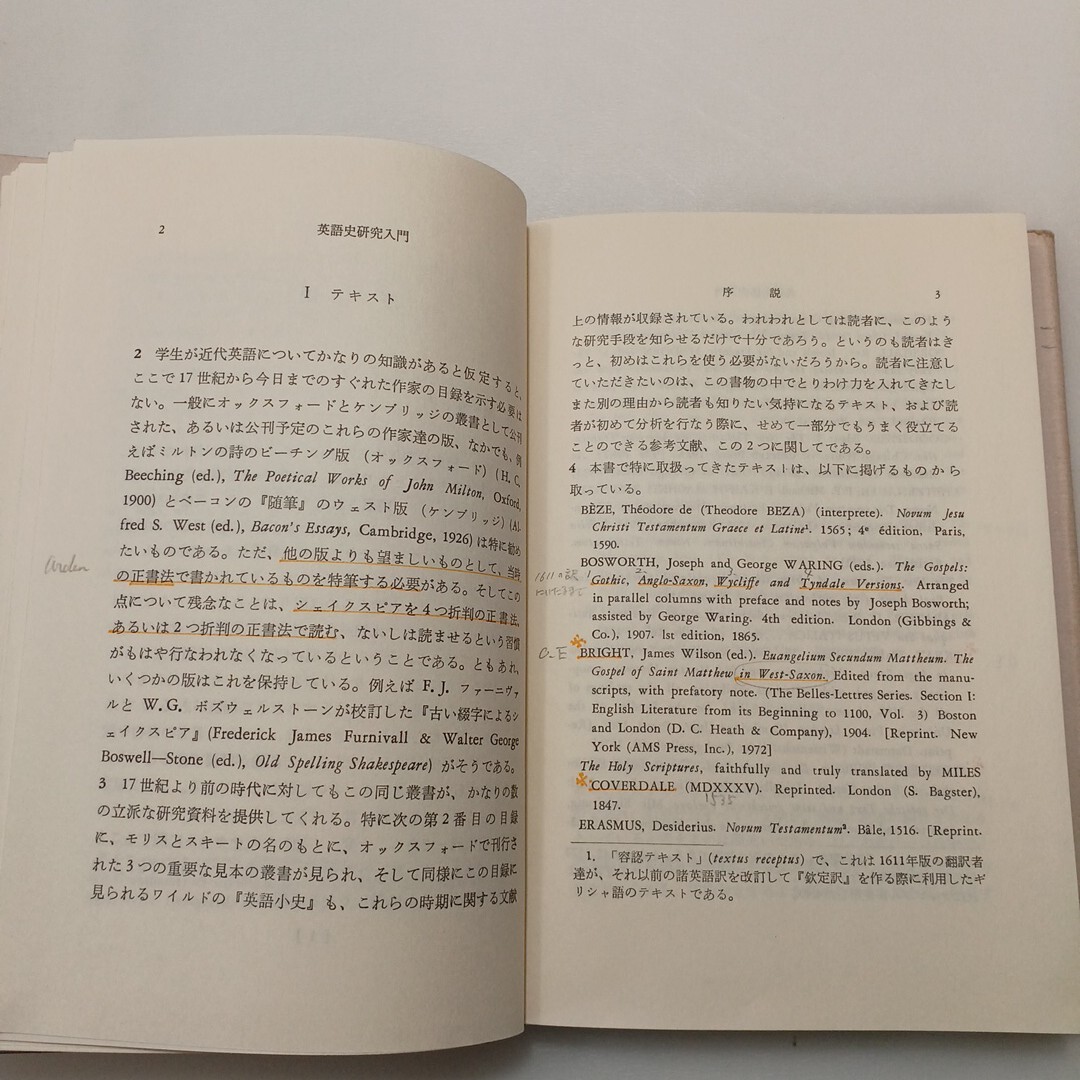 2 英語史研究入門
I テキスト
2 学生が近代英語についてかなりの知識があると仮定すると、
ここで17世紀から今日までのすぐれた作家の目録を示す必要は
ない。一般にオックスフォードとケンブリッジの叢書として公刊
された、あるいは公刊予定のこれらの作家達の版、なかでも、例
えばミルトンの詩のビーチング版 (オックスフォード) (H. C.
Beeching (ed.), The Poetical Works of John Milton, Oxford,
1900) とベーコンの『随筆』のウェスト版 (ケンブリッジ) (Al-
fred S. West (ed.), Bacon's Essays, Cambridge, 1926) は特に勧め
たいものである。ただ、他の版よりも望ましいものとして、当時
の正書法で書かれているものを特筆する必要がある。そしてこの
点について残念なことは、シェイクスピアを4つ折判の正書法、
あるいは2つ折判の正書法で読む、ないしは読ませるという習慣
がもはや行なわれなくなっているということである。ともあれ、
いくつかの版はこれを保持している。例えば F. J. ファーニヴァ
ルと W. G. ボズウェルストーンが校訂した『古い綴字によるシ
ェイクスピア』(Frederick James Furnivall & Walter George
Boswell—Stone (ed.), Old Spelling Shakespeare) がそうである。
3 17世紀より前の時代に対してもこの同じ叢書が、かなりの数
の立派な研究資料を提供してくれる。特に次の第2番目の目録
に、モリスとスキートの名のもとに、オックスフォードで刊行さ
れた3つの重要な見本の叢書が見られ、そして同様にこの目録に
見られるワイルドの『英語小史』も、これらの時期に関する文献
Arden
序説 3
上の情報が収録されている。われわれとしては読者に、このよう
な研究手段を知らせるだけで十分であろう。というのも読者はき
っと、初めはこれらを使う必要がないだろうから。読者に注意し
ていただきたいのは、この書物の中でとりわけ力を入れてきたし
また別の理由から読者も知りたい気持になるテキスト、および読
者が初めて分析を行なう際に、せめて一部分でもうまく役立てる
ことのできる参考文献、この2つに関してである。
4 本書で特に取扱ってきたテキストは、以下に掲げるものから
取っている。
BÈZE, Théodore de (Theodore BEZA) (interprete). Novum Jesu
Christi Testamentum Graece et Latine¹. 1565; 4ᵉ édition, Paris,
1590.
BOSWORTH, Joseph and George WARING (eds.). The Gospels:
1 2 3 4
1611の訳
Gothic, Anglo-Saxon, Wycliffe and Tyndale Versions. Arranged
in parallel columns with preface and notes by Joseph Bosworth;
assisted by George Waring. 4th edition. London (Gibbings &
Co.), 1907. 1st edition, 1865.
O-E
BRIGHT, James Wilson (ed.). Euangelium Secundum Mattheum. The
Gospel of Saint Matthew in West-Saxon. Edited from the manu-
scripts, with prefatory note. (The Belles-Lettres Series. Section I:
English Literature from its Beginning to 1100, Vol. 3) Boston
and London (D. C. Heath & Company), 1904. [Reprint. New
York (AMS Press, Inc.), 1972]
The Holy Scriptures, faithfully and truly translated by MILES
COVERDALE (MDXXXV). Reprinted. London (S. Bagster),
1535
1847.
ERASMUS, Desiderius. Novum Testamentum². Bâle, 1516. [Reprint.
1. 「容認テキスト」(textus receptus) で、これは1611年版の翻訳者
達が、それ以前の諸英語訳を改訂して『欽定訳』を作る際に利用したギ
リシャ語のテキストである。